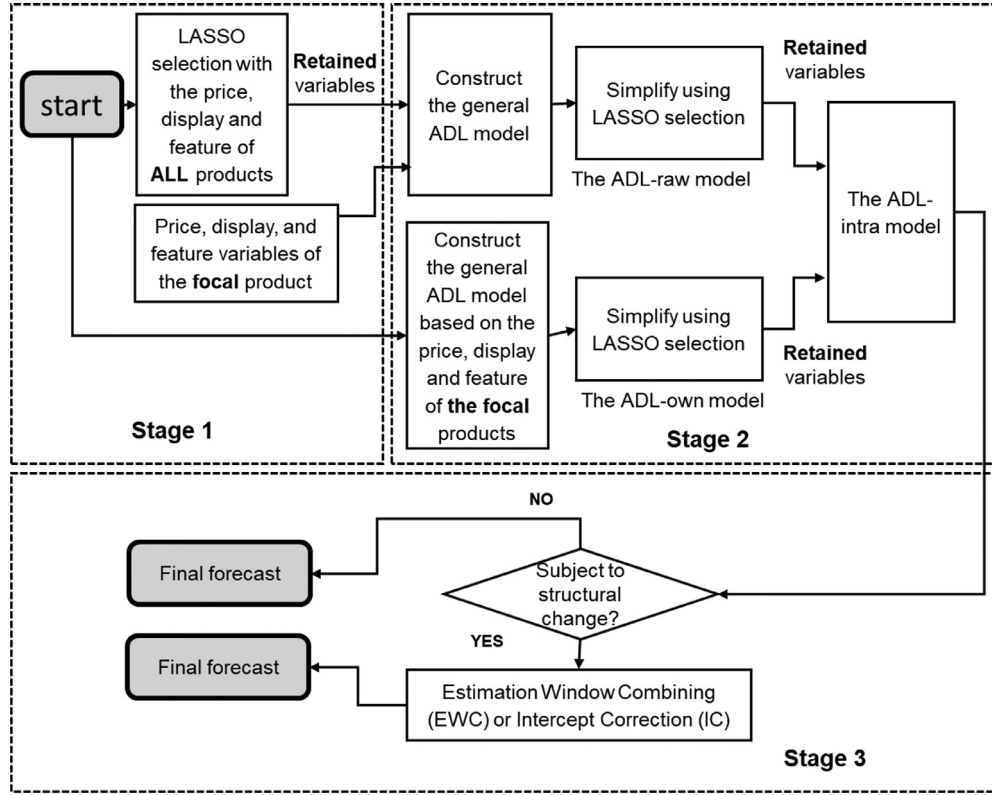 start
LASSO
selection with
the price,
display and
feature of
ALL products
Retained
variables
Price, display, and
feature variables of
the focal product
Stage 1
Construct
the general
ADL model
Simplify using
LASSO selection
The ADL-raw model
Retained
variables
Construct
the general
ADL model
based on the
price, display
and feature
of the focal
products
Simplify using
LASSO selection
The ADL-own model
Retained
variables
The ADL-
intra model
Stage 2
NO
Final forecast
Subject to
structural
change?
YES
Final forecast
Estimation Window Combining
(EWC) or Intercept Correction (IC)
Stage 3